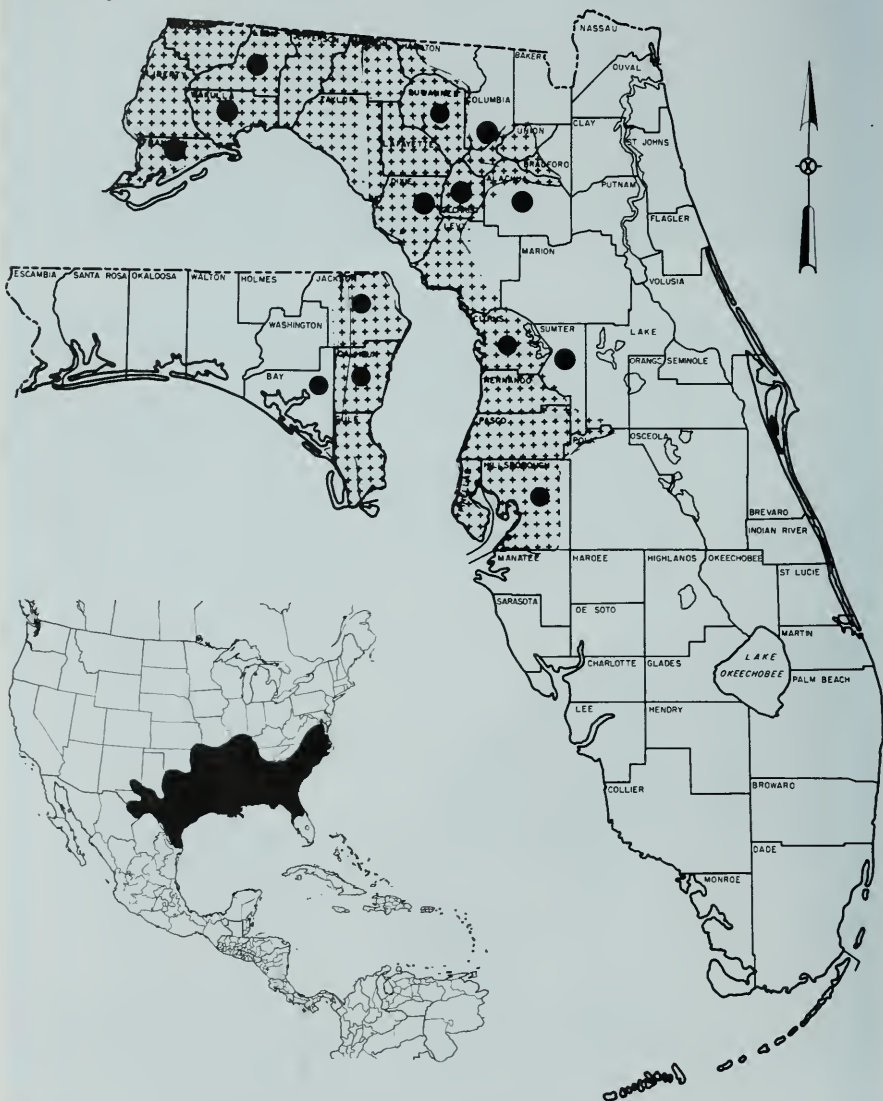 NASSAU
BAKER
DUVAL
COLUMBIA
UNION
CLAY
ST JOHNS
BRADFORD
TAYLOR
LAFAYETTE
PUTNAM
FLAGLER
LEVY
MARION
VOLUSIA
ESCAMBIA
SANTA ROSA
OKALOOSA
WALTON
HOLMES
JACKSON
WASHINGTON
BAY
SUMTER
LAKE
ORANGE
SEMINOLE
HERNANDO
PASCO
OSCEOLA
HILLSBOROUGH
BREVARD
INDIAN RIVER
MANATEE
HARDEE
HIGHLANDS
OKEECHOBEE
ST LUCIE
SARASOTA
DE SOTO
MARTIN
CHARLOTTE
GLADES
LAKE
OKEECHOBEE
PALM BEACH
LEE
HENDRY
COLLIER
BROWARD
DADE
MONROE